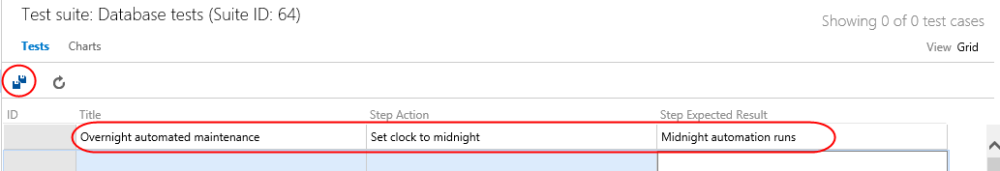 Test suite: Database tests (Suite ID: 64)
Showing 0 of 0 test cases
Tests Charts
View Grid
ID Title Step Action Step Expected Result
Overnight automated maintenance Set clock to midnight Midnight automation runs